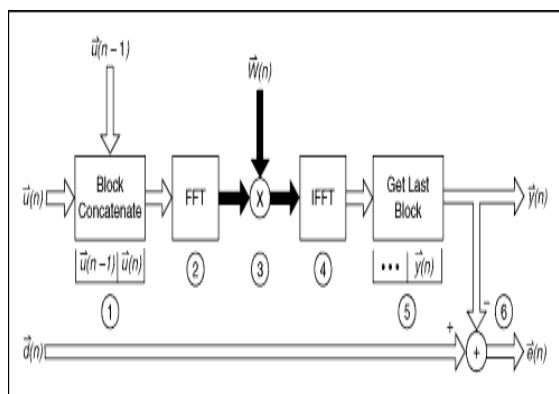 u⃗(n−1)
W⃗(n)
u⃗(n)
Block
Concatenate
FFT
X
IFFT
Get Last
Block
y⃗(n)
u⃗(n−1) u⃗(n)
••• y⃗(n)
1
2
3
4
5
6
−
+
d⃗(n)
+
e⃗(n)